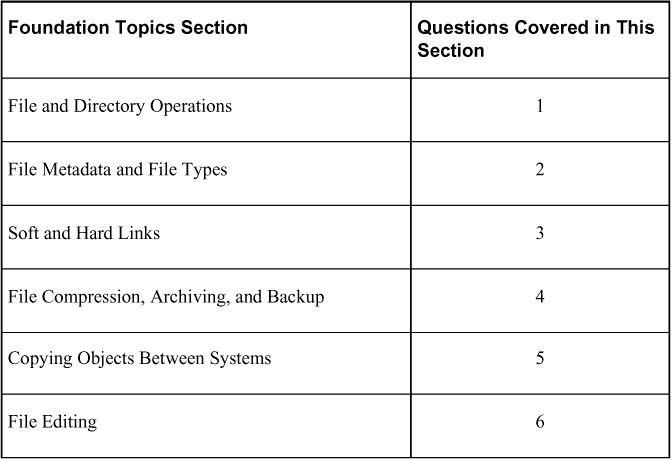 Foundation Topics Section
Questions Covered in This
Section
File and Directory Operations
1
File Metadata and File Types
2
Soft and Hard Links
3
File Compression, Archiving, and Backup
4
Copying Objects Between Systems
5
File Editing
6